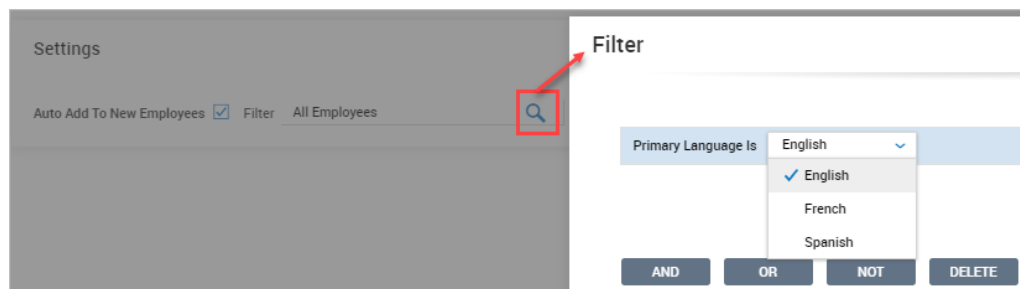 Settings
Auto Add To New Employees Filter All Employees
Filter
Primary Language Is English
English
French
Spanish
AND OR NOT DELETE